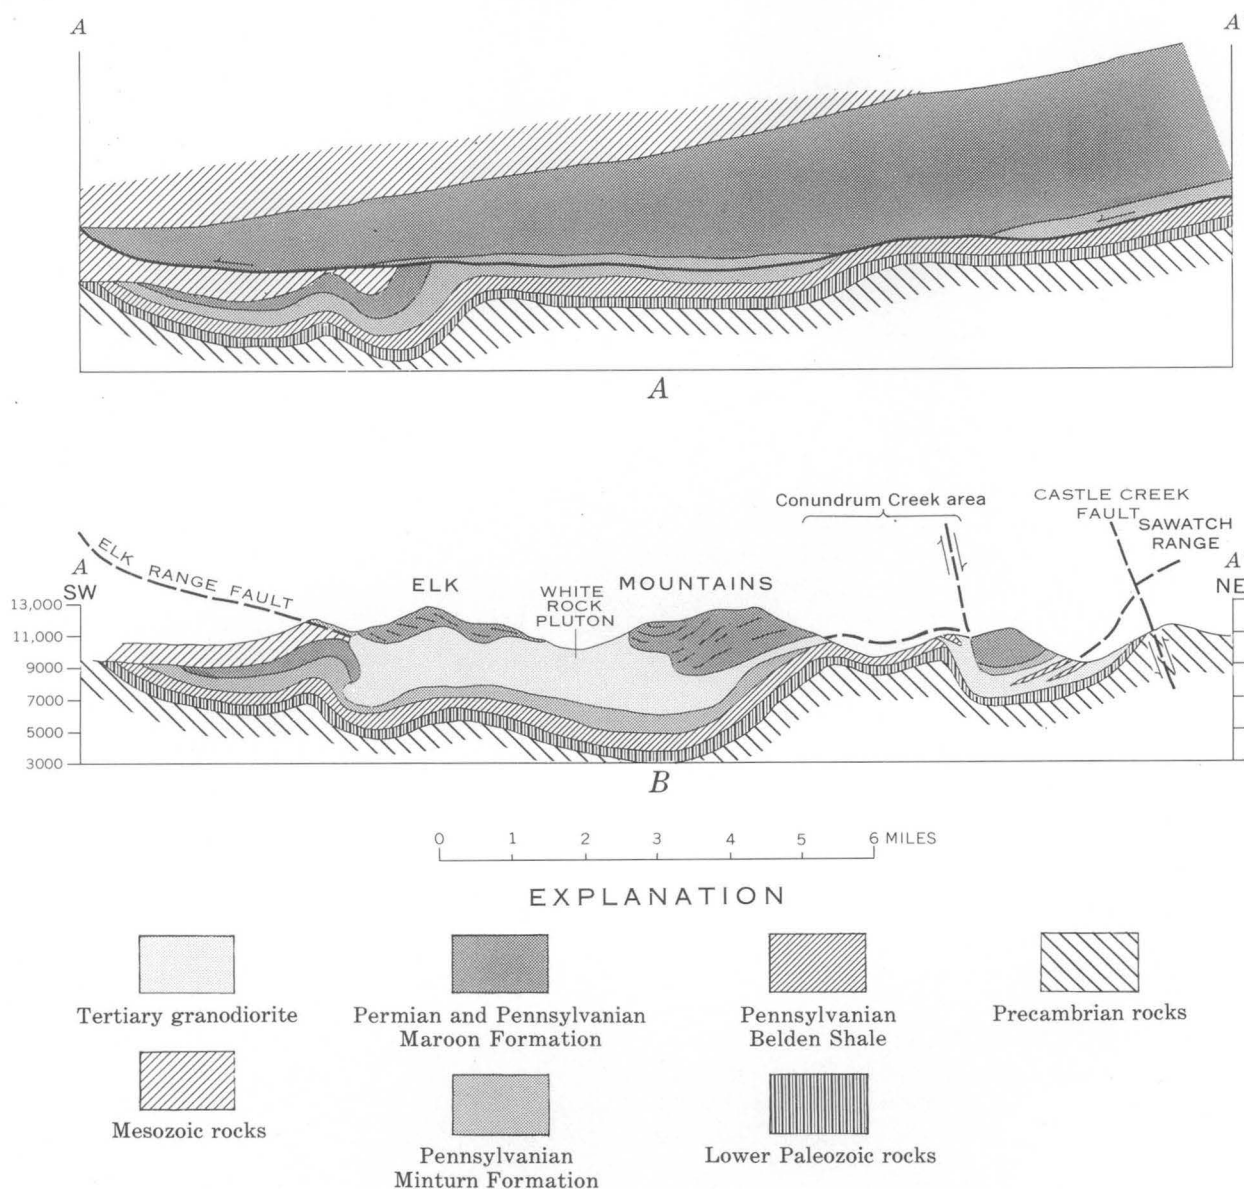 A A
A
Conundrum Creek area
CASTLE CREEK
FAULT
SAWATCH
RANGE
ELK RANGE FAULT
A
SW
ELK
MOUNTAINS
WHITE
ROCK
PLUTON
A
NE
13,000
11,000
9000
7000
5000
3000
B
0 1 2 3 4 5 6 MILES
EXPLANATION
Tertiary granodiorite
Permian and Pennsylvanian
Maroon Formation
Pennsylvanian
Belden Shale
Precambrian rocks
Mesozoic rocks
Pennsylvanian
Minturn Formation
Lower Paleozoic rocks